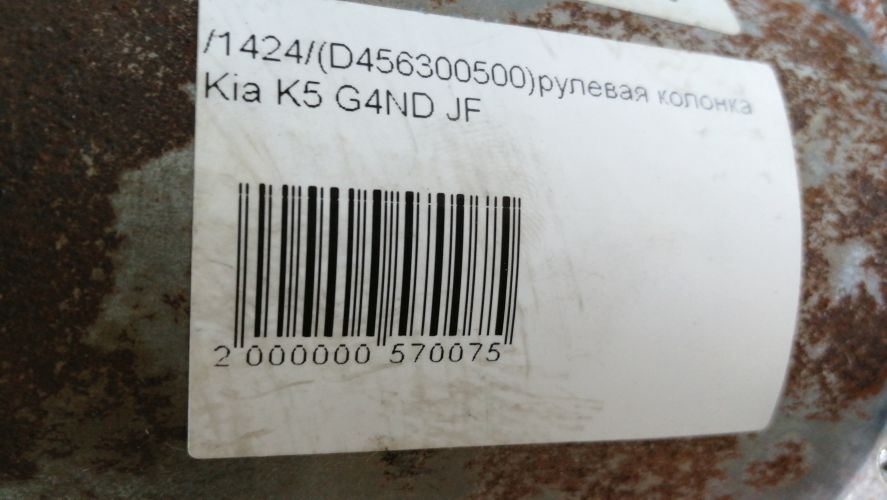 /1424/(D456300500)рулевая колонка
Kia K5 G4ND JF
2 000000 570075